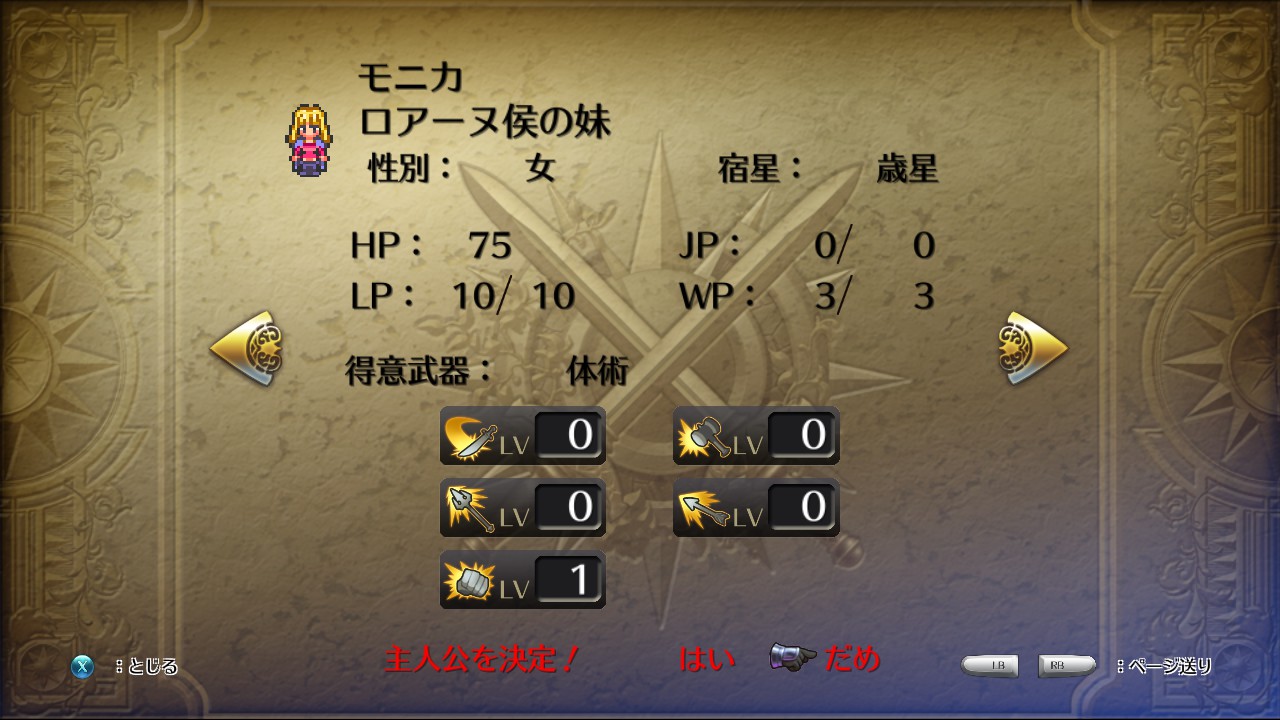 モニカ
ロアーヌ侯の妹
性別： 女 宿星： 歳星
HP： 75 JP： 0/ 0
LP： 10/ 10 WP： 3/ 3
得意武器： 体術
LV 0 LV 0
LV 0 LV 0
LV 1
主人公を決定！ はい だめ
X ：とじる LB RB ：ページ送り